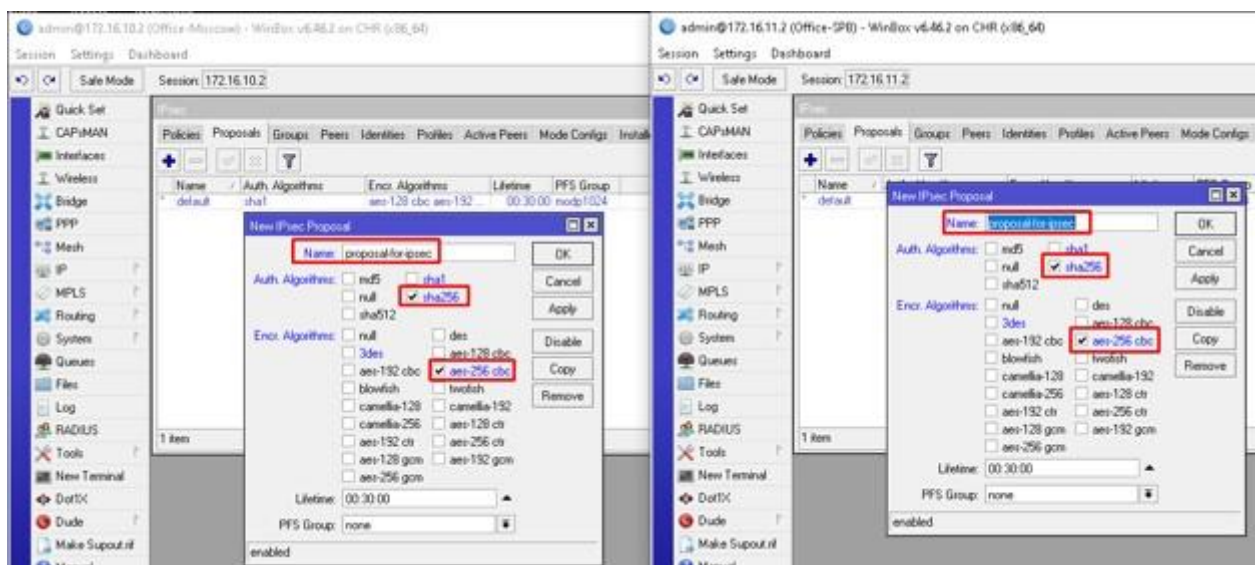 admin@172.16.10.2 (Office-Moscow) - WinBox v6.46.2 on CHR (x86_64)
Session Settings Dashboard
Safe Mode Session: 172.16.10.2
Quick Set
CAPsMAN
Interfaces
Wireless
Bridge
PPP
Mesh
IP
MPLS
Routing
System
Queues
Files
Log
RADIUS
Tools
New Terminal
Dot1X
Dude
Make Supout.rif
IPsec
Policies Proposals Groups Peers Identities Profiles Active Peers Mode Configs
Name Auth. Algorithms Encr. Algorithms Lifetime PFS Group
* default sha1 aes-128 cbc aes-192 ... 00:30:00 modp1024
New IPsec Proposal
Name: proposal-for-ipsec OK
Auth. Algorithms: md5 sha1 Cancel
null sha256
sha512 Apply
Encr. Algorithms: null des Disable
3des aes-128 cbc
aes-192 cbc aes-256 cbc Copy
blowfish twofish Remove
camellia-128 camellia-192
camellia-256 aes-128 ctr
aes-192 ctr aes-256 ctr
aes-128 gcm aes-192 gcm
aes-256 gcm
Lifetime: 00:30:00
PFS Group: none
enabled
1 item
admin@172.16.11.2 (Office-SPB) - WinBox v6.46.2 on CHR (x86_64)
Session Settings Dashboard
Safe Mode Session: 172.16.11.2
Quick Set
CAPsMAN
Interfaces
Wireless
Bridge
PPP
Mesh
IP
MPLS
Routing
System
Queues
Files
Log
RADIUS
Tools
New Terminal
Dot1X
Dude
Make Supout.rif
IPsec
Policies Proposals Groups Peers Identities Profiles Active Peers Mode Configs
Name
* default
New IPsec Proposal
Name: proposal-for-ipsec OK
Auth. Algorithms: md5 sha1 Cancel
null sha256
sha512 Apply
Encr. Algorithms: null des Disable
3des aes-128 cbc
aes-192 cbc aes-256 cbc Copy
blowfish twofish Remove
camellia-128 camellia-192
camellia-256 aes-128 ctr
aes-192 ctr aes-256 ctr
aes-128 gcm aes-192 gcm
aes-256 gcm
Lifetime: 00:30:00
PFS Group: none
enabled
1 item